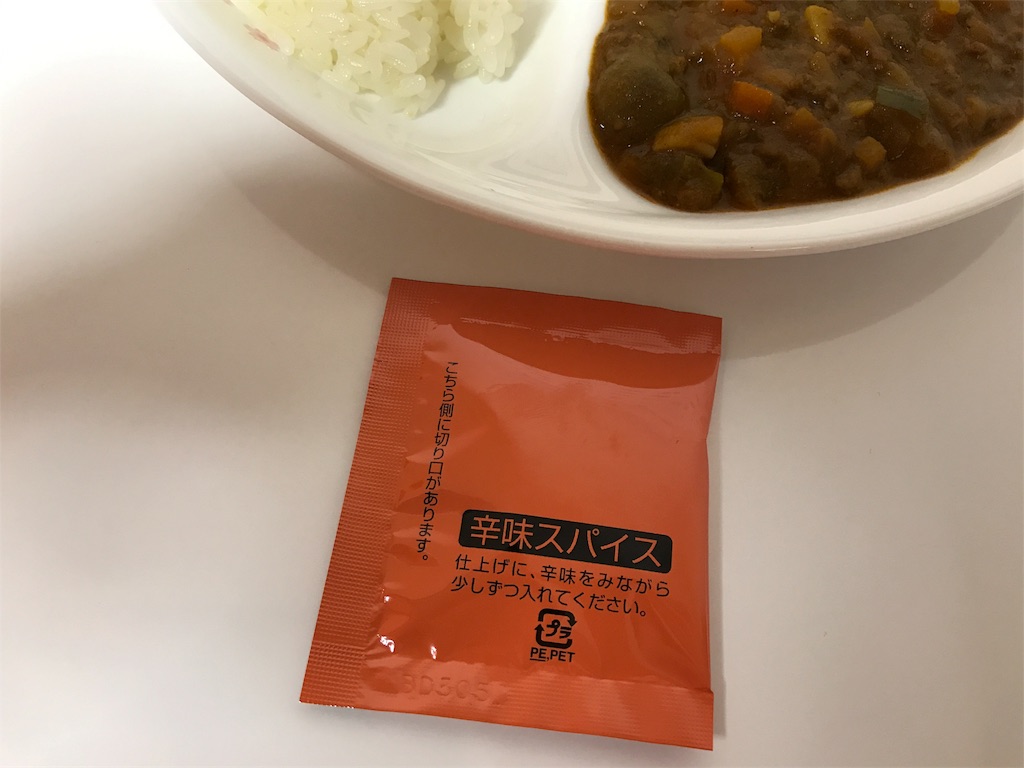 こちら側に切り口があります。
辛味スパイス
仕上げに、辛味をみながら
少しずつ入れてください。
プラ
PE,PET